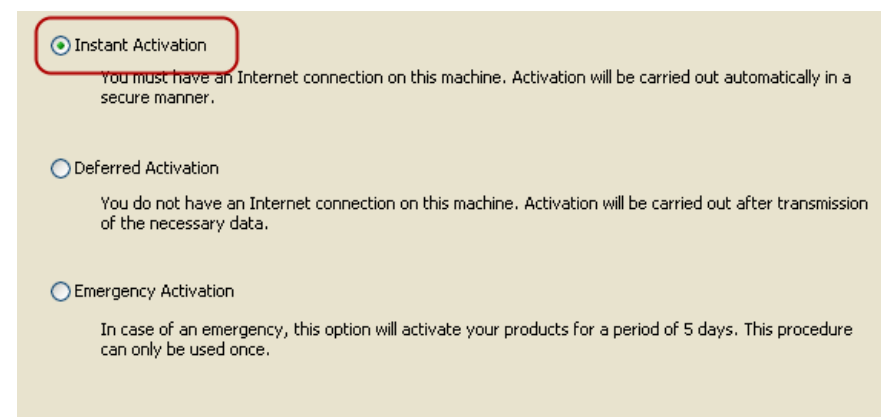 Instant Activation
You must have an Internet connection on this machine. Activation will be carried out automatically in a
secure manner.
Deferred Activation
You do not have an Internet connection on this machine. Activation will be carried out after transmission
of the necessary data.
Emergency Activation
In case of an emergency, this option will activate your products for a period of 5 days. This procedure
can only be used once.